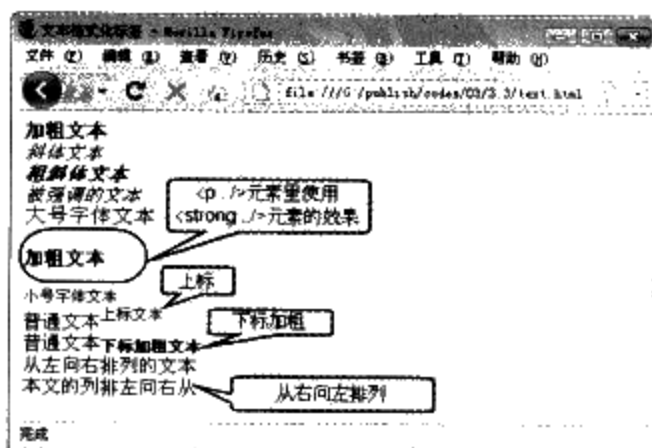 文本格式化标签 - Mozilla Firefox
文件 (F) 编辑 (E) 查看 (V) 历史 (S) 书签 (B) 工具 (T) 帮助 (H)
file:///G:/publish/codes/03/3.3/text.html
加粗文本
斜体文本
粗斜体文本
被强调的文本
大号字体文本
<p ../>元素里使用
<strong ../>元素的效果
加粗文本
上标
小号字体文本
普通文本上标文本
下标加粗
普通文本下标加粗文本
从左向右排列的文本
本文的列排左向右从
从右向左排列
完成